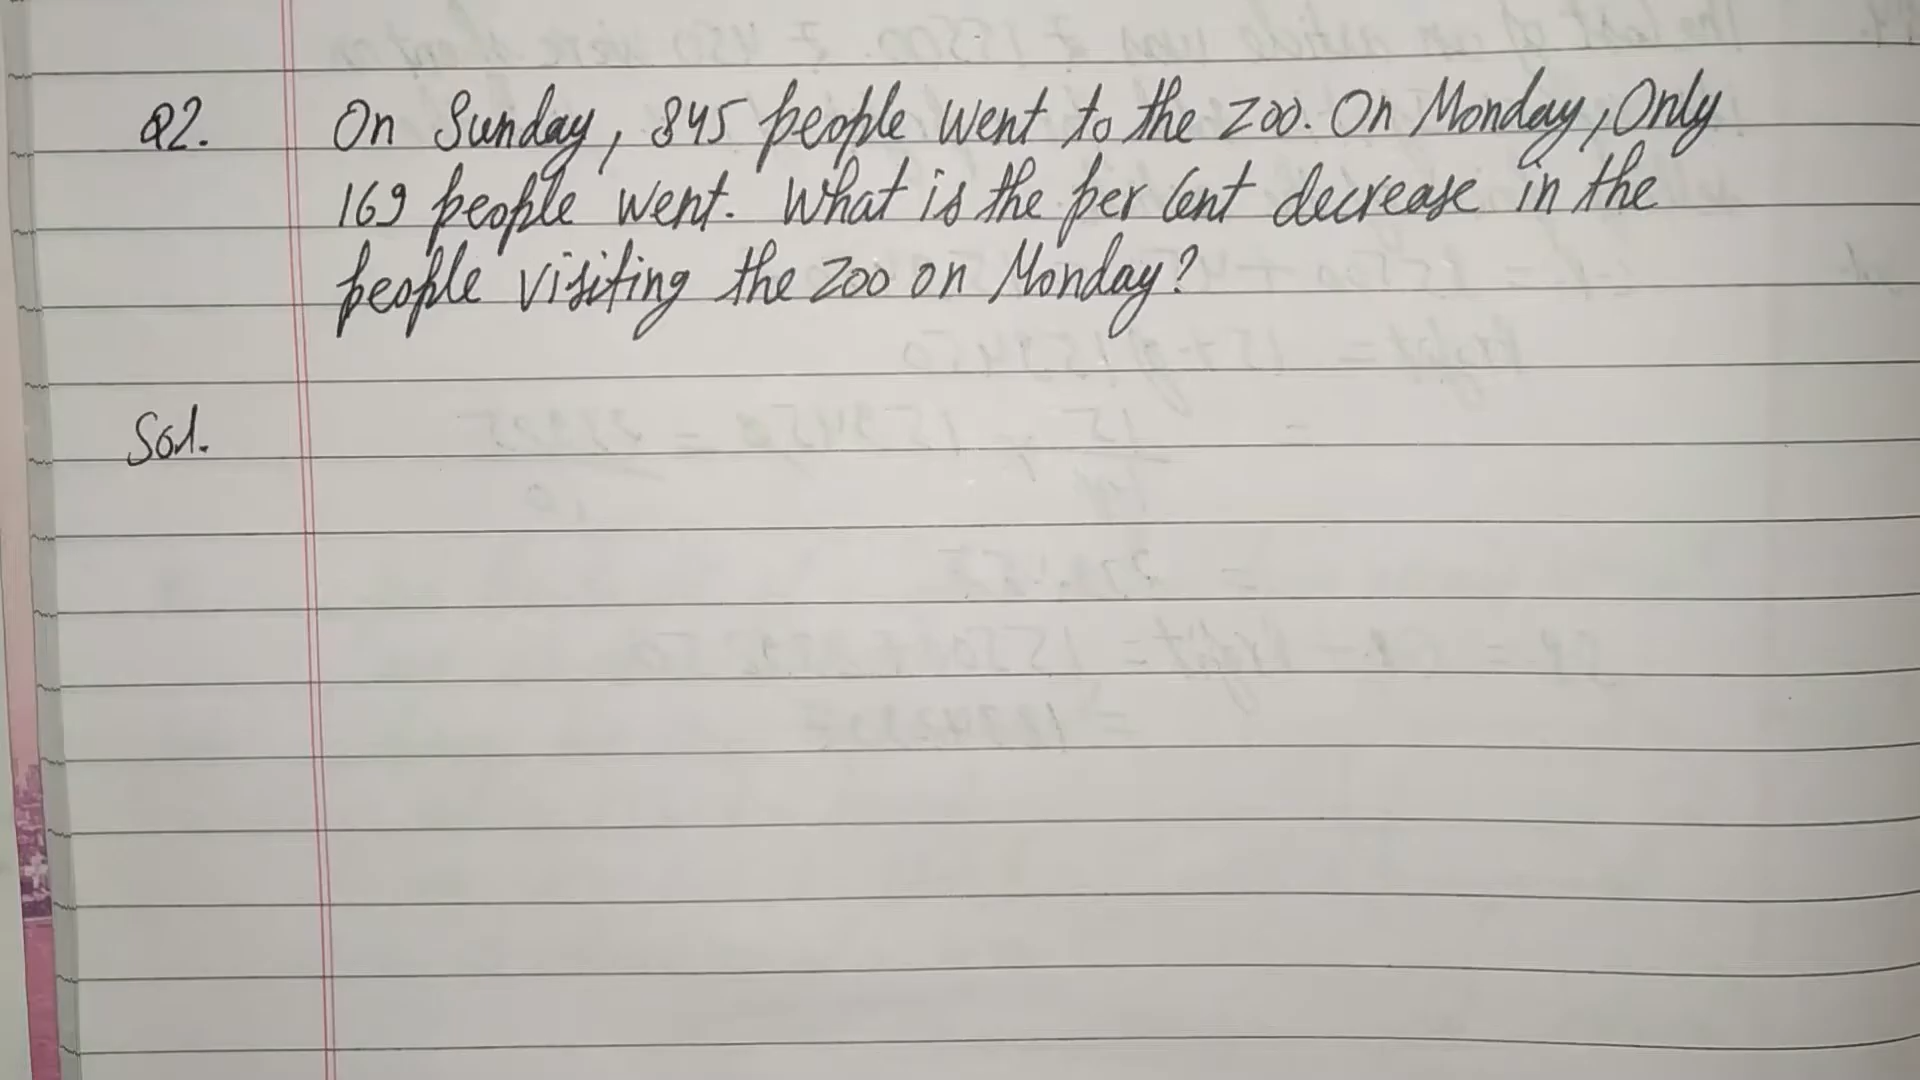 Q2. On Sunday, 845 people went to the zoo. On Monday, Only
169 people went. What is the per cent decrease in the
people visiting the zoo on Monday?
Sol.